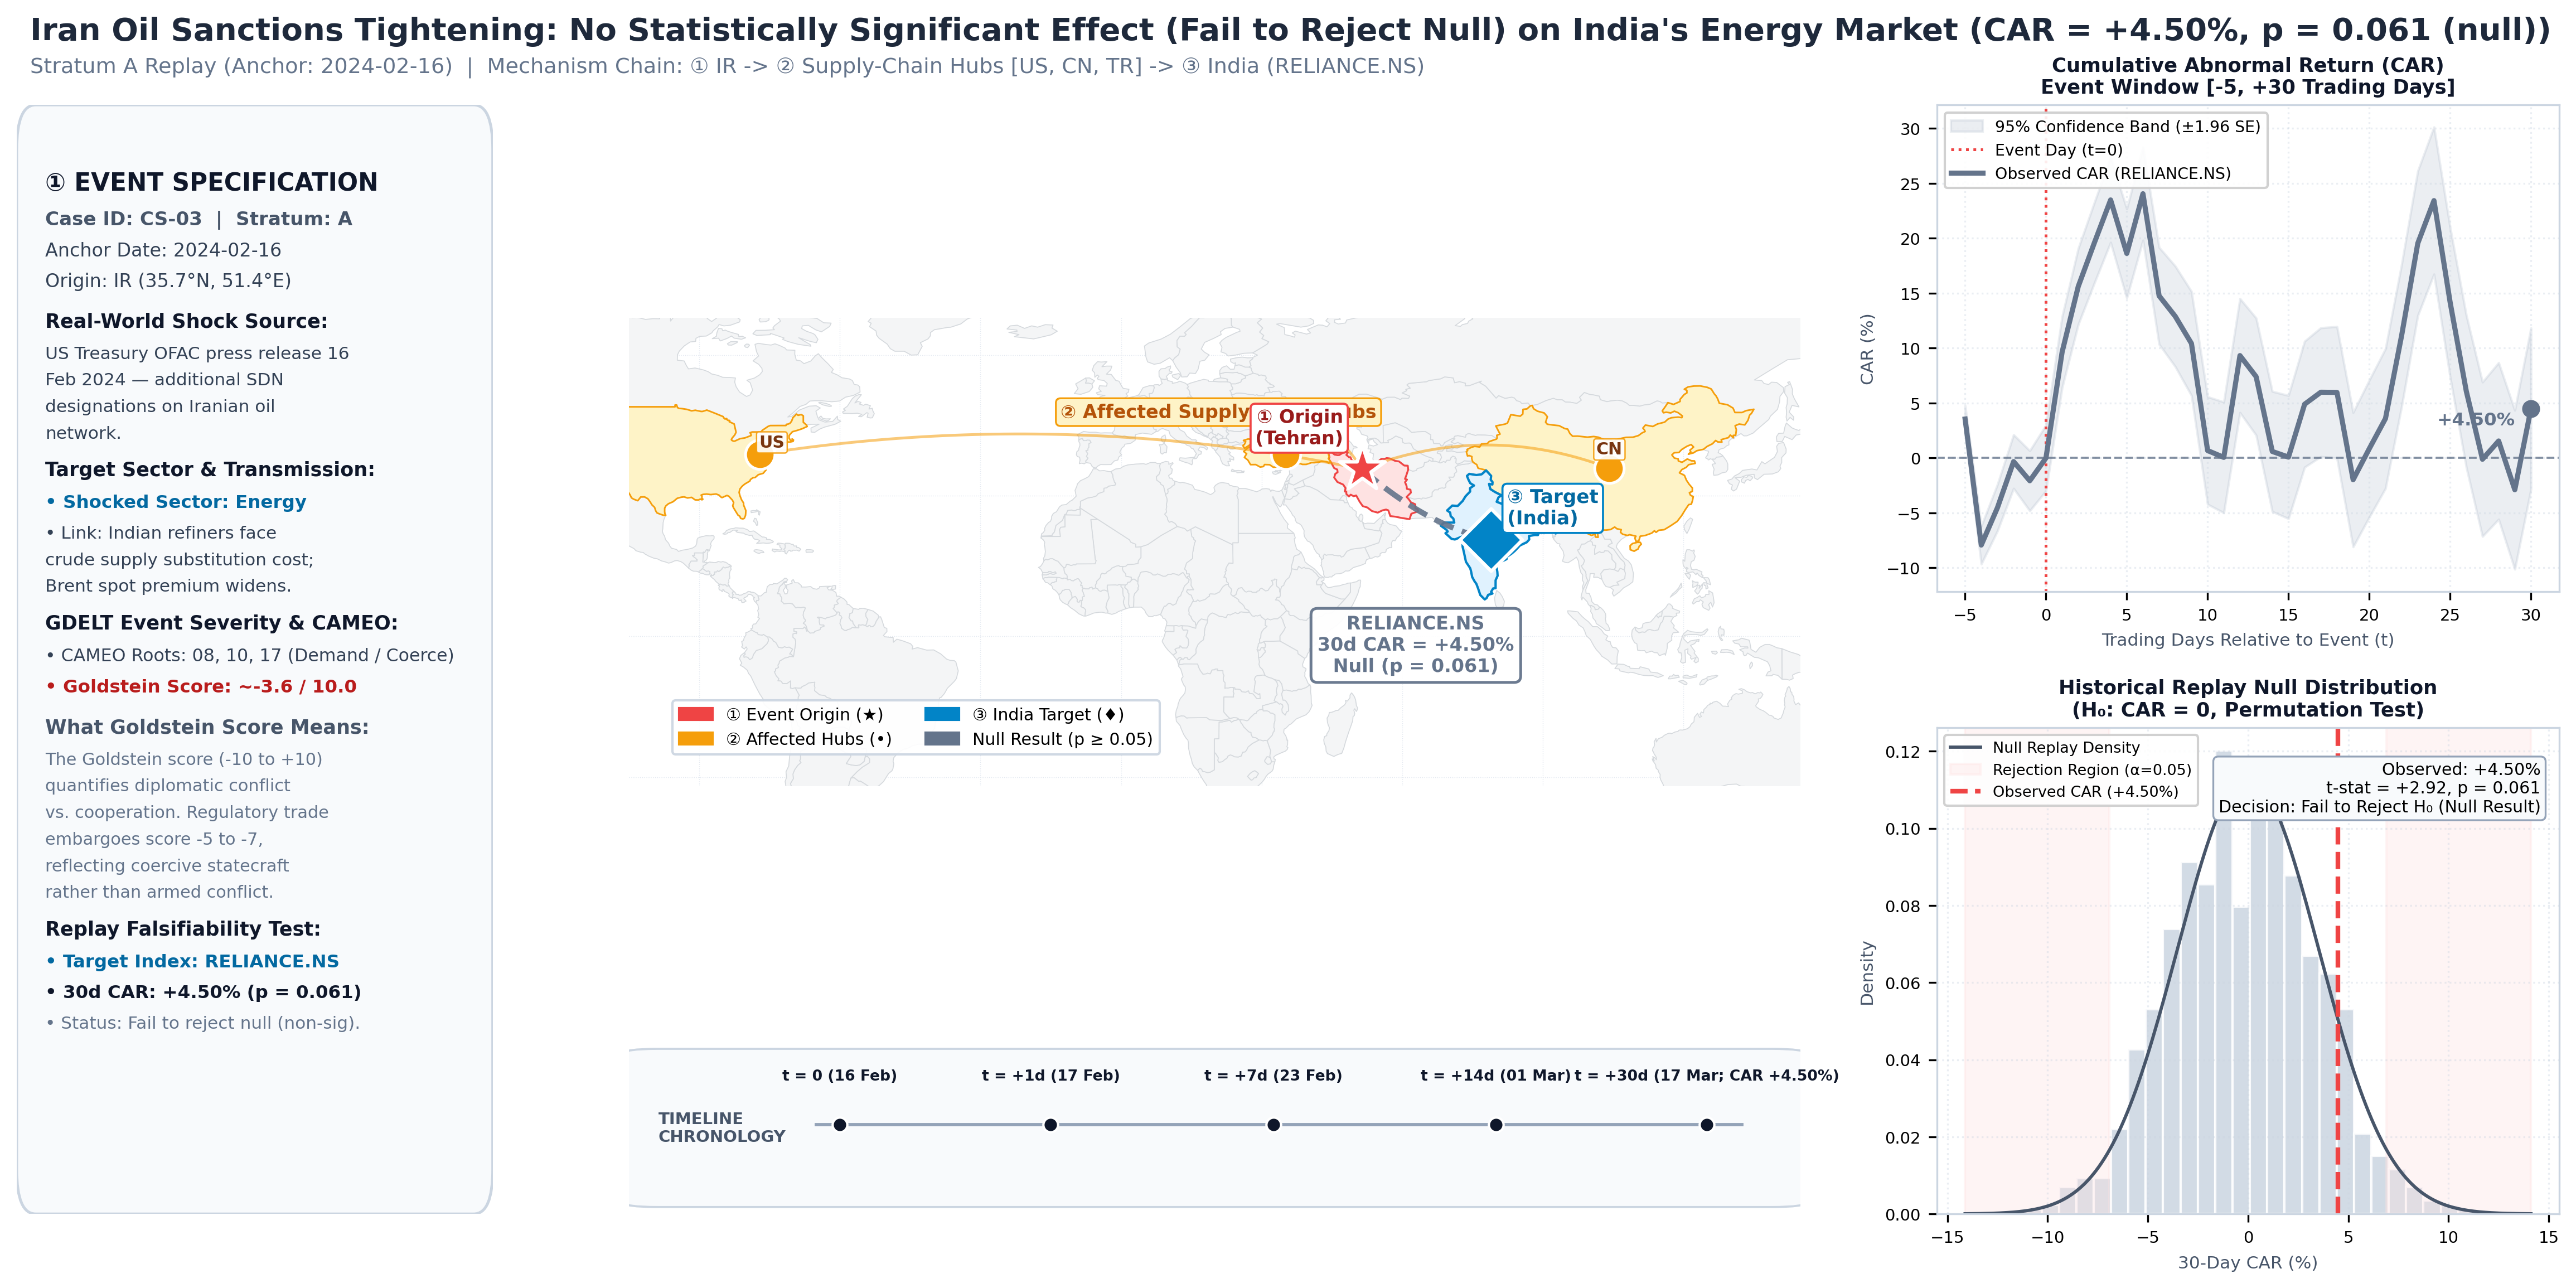 Iran Oil Sanctions Tightening: No Statistically Significant Effect (Fail to Reject Null) on India's Energy Market (CAR = +4.50%, p = 0.061 (null))
Stratum A Replay (Anchor: 2024-02-16)  |  Mechanism Chain: ① IR -> ② Supply-Chain Hubs [US, CN, TR] -> ③ India (RELIANCE.NS)
① EVENT SPECIFICATION
Case ID: CS-03  |  Stratum: A
Anchor Date: 2024-02-16
Origin: IR (35.7°N, 51.4°E)
Real-World Shock Source:
US Treasury OFAC press release 16
Feb 2024 — additional SDN
designations on Iranian oil
network.
Target Sector & Transmission:
• Shocked Sector: Energy
• Link: Indian refiners face
crude supply substitution cost;
Brent spot premium widens.
GDELT Event Severity & CAMEO:
• CAMEO Roots: 08, 10, 17 (Demand / Coerce)
• Goldstein Score: ~-3.6 / 10.0
What Goldstein Score Means:
The Goldstein score (-10 to +10)
quantifies diplomatic conflict
vs. cooperation. Regulatory trade
embargoes score -5 to -7,
reflecting coercive statecraft
rather than armed conflict.
Replay Falsifiability Test:
• Target Index: RELIANCE.NS
• 30d CAR: +4.50% (p = 0.061)
• Status: Fail to reject null (non-sig).
② Affected Supply
① Origin
(Tehran)
US
CN
③ Target
(India)
RELIANCE.NS
30d CAR = +4.50%
Null (p = 0.061)
① Event Origin (★)
② Affected Hubs (•)
③ India Target (♦)
Null Result (p ≥ 0.05)
TIMELINE
CHRONOLOGY
t = 0 (16 Feb)
t = +1d (17 Feb)
t = +7d (23 Feb)
t = +14d (01 Mar)
t = +30d (17 Mar; CAR +4.50%)
Cumulative Abnormal Return (CAR)
Event Window [-5, +30 Trading Days]
95% Confidence Band (±1.96 SE)
Event Day (t=0)
Observed CAR (RELIANCE.NS)
CAR (%)
30
25
20
15
10
5
0
−5
−10
+4.50%
−5
0
5
10
15
20
25
30
Trading Days Relative to Event (t)
Historical Replay Null Distribution
(H₀: CAR = 0, Permutation Test)
Null Replay Density
Rejection Region (α=0.05)
Observed CAR (+4.50%)
Observed: +4.50%
t-stat = +2.92, p = 0.061
Decision: Fail to Reject H₀ (Null Result)
Density
0.12
0.10
0.08
0.06
0.04
0.02
0.00
−15
−10
−5
0
5
10
15
30-Day CAR (%)